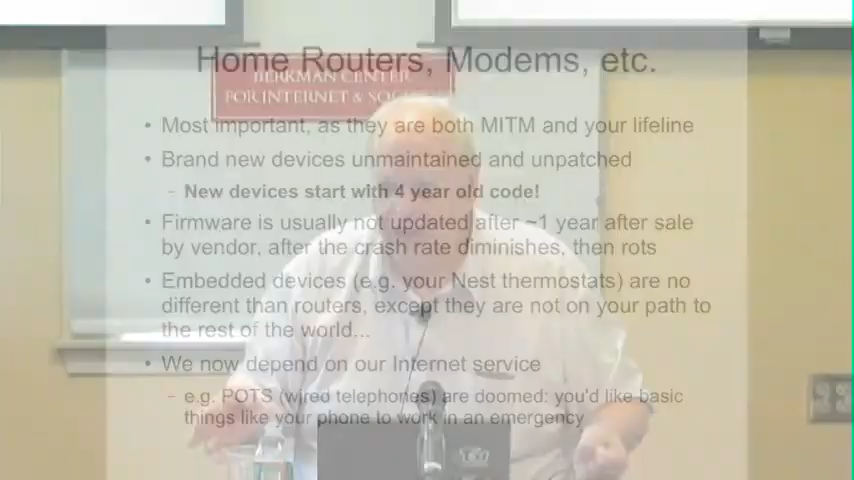 Home Routers, Modems, etc.
BERKMAN CENTER
FOR INTERNET & SOCIETY
• Most important, as they are both MITM and your lifeline
• Brand new devices unmaintained and unpatched
– New devices start with 4 year old code!
• Firmware is usually not updated after ~1 year after sale
by vendor, after the crash rate diminishes, then rots
• Embedded devices (e.g. your Nest thermostats) are no
different than routers, except they are not on your path to
the rest of the world...
• We now depend on our Internet service
– e.g. POTS (wired telephones) are doomed: you'd like basic
things like your phone to work in an emergency